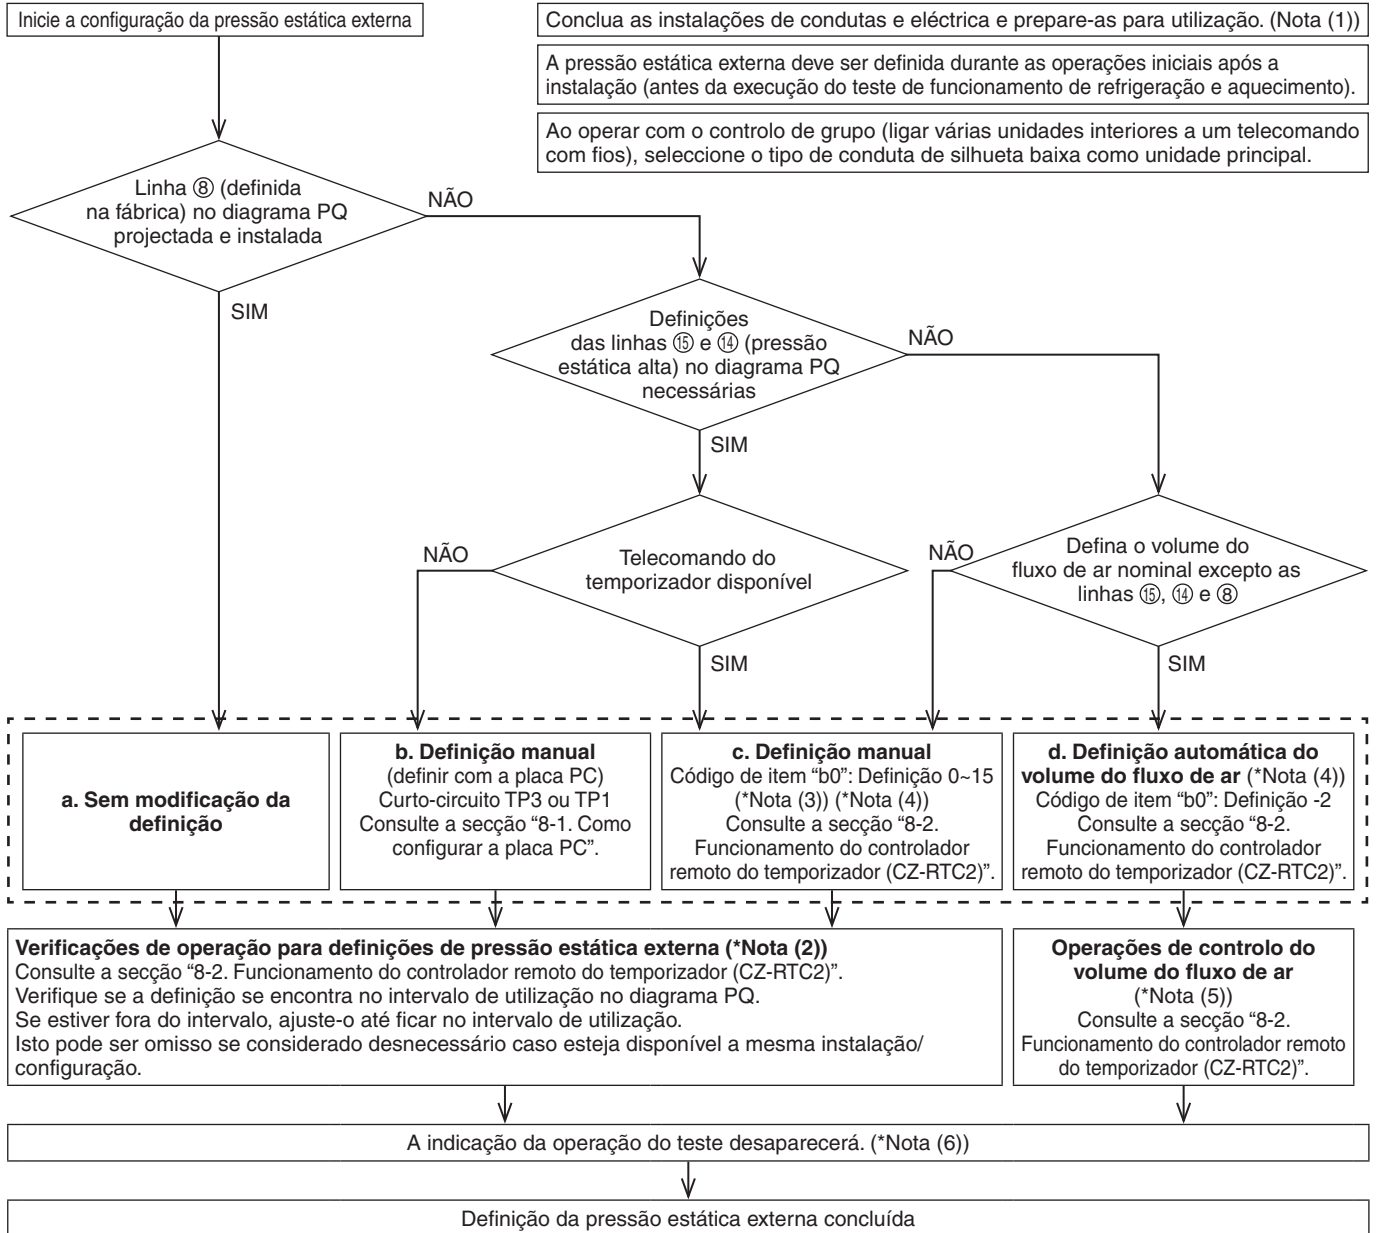 Inicie a configuração da pressão estática externa
Conclua as instalações de condutas e eléctrica e prepare-as para utilização. (Nota (1))
A pressão estática externa deve ser definida durante as operações iniciais após a
instalação (antes da execução do teste de funcionamento de refrigeração e aquecimento).
Ao operar com o controlo de grupo (ligar várias unidades interiores a um telecomando
com fios), seleccione o tipo de conduta de silhueta baixa como unidade principal.
Linha ⑧ (definida
na fábrica) no diagrama PQ
projectada e instalada
NÃO
SIM
Definições
das linhas ⑮ e ⑭ (pressão
estática alta) no diagrama PQ
necessárias
NÃO
SIM
Telecomando do
temporizador disponível
NÃO
SIM
Defina o volume do
fluxo de ar nominal excepto as
linhas ⑮, ⑭ e ⑧
NÃO
SIM
a. Sem modificação da
definição
b. Definição manual
(definir com a placa PC)
Curto-circuito TP3 ou TP1
Consulte a secção “8-1. Como
configurar a placa PC”.
c. Definição manual
Código de item “b0”: Definição 0~15
(*Nota (3)) (*Nota (4))
Consulte a secção “8-2.
Funcionamento do controlador
remoto do temporizador (CZ-RTC2)”.
d. Definição automática do
volume do fluxo de ar (*Nota (4))
Código de item “b0”: Definição -2
Consulte a secção “8-2.
Funcionamento do controlador
remoto do temporizador (CZ-RTC2)”.
Verificações de operação para definições de pressão estática externa (*Nota (2))
Consulte a secção “8-2. Funcionamento do controlador remoto do temporizador (CZ-RTC2)”.
Verifique se a definição se encontra no intervalo de utilização no diagrama PQ.
Se estiver fora do intervalo, ajuste-o até ficar no intervalo de utilização.
Isto pode ser omisso se considerado desnecessário caso esteja disponível a mesma instalação/
configuração.
Operações de controlo do
volume do fluxo de ar
(*Nota (5))
Consulte a secção “8-2.
Funcionamento do controlador remoto
do temporizador (CZ-RTC2)”.
A indicação da operação do teste desaparecerá. (*Nota (6))
Definição da pressão estática externa concluída